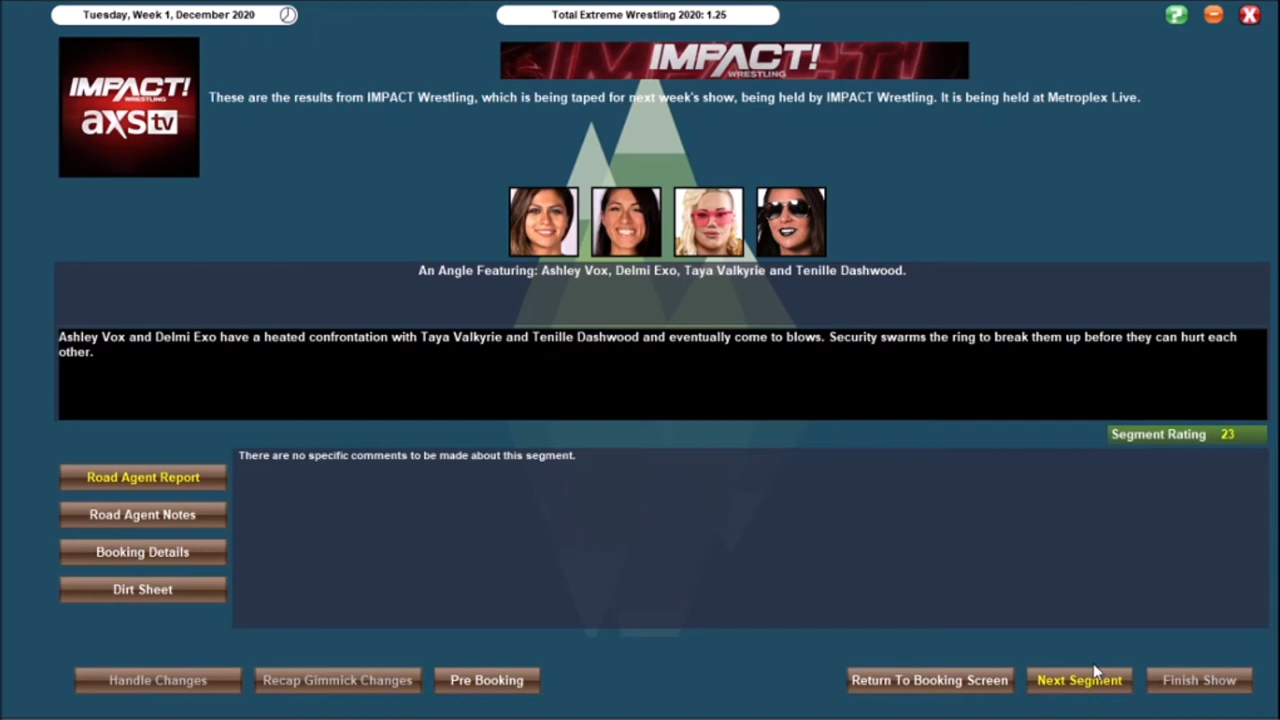 Tuesday, Week 1, December 2020
Total Extreme Wrestling 2020: 1.25
?
IMPACT!
WRESTLING
IMPACT!
WRESTLING
axs tv
These are the results from IMPACT Wrestling, which is being taped for next week's show, being held by IMPACT Wrestling. It is being held at Metroplex Live.
An Angle Featuring: Ashley Vox, Delmi Exo, Taya Valkyrie and Tenille Dashwood.
Ashley Vox and Delmi Exo have a heated confrontation with Taya Valkyrie and Tenille Dashwood and eventually come to blows. Security swarms the ring to break them up before they can hurt each
other.
Segment Rating 23
There are no specific comments to be made about this segment.
Road Agent Report
Road Agent Notes
Booking Details
Dirt Sheet
Handle Changes
Recap Gimmick Changes
Pre Booking
Return To Booking Screen
Next Segment
Finish Show